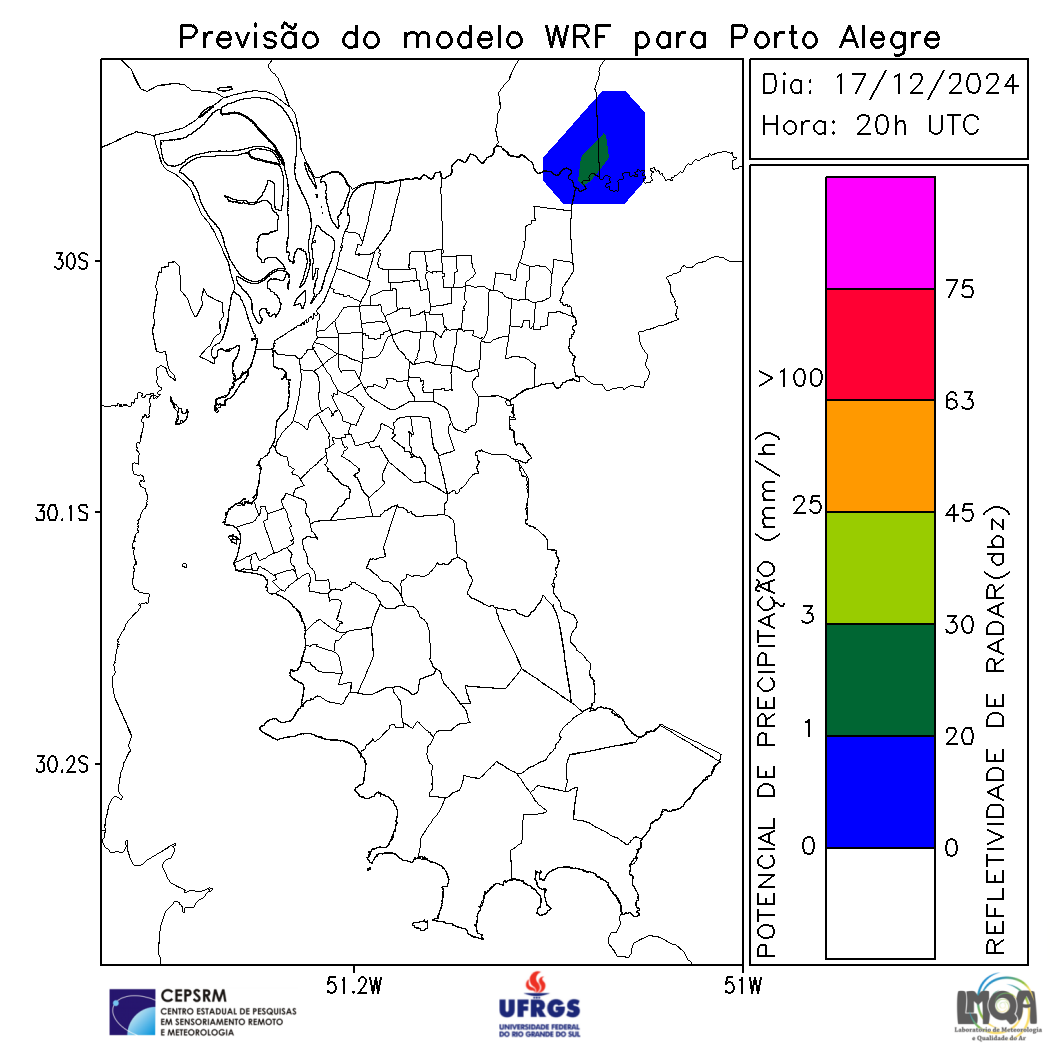 Previsão do modelo WRF para Porto Alegre
Dia: 17/12/2024
Hora: 20h UTC
30S
30.1S
30.2S
51.2W
51W
POTENCIAL DE PRECIPITAÇÃO (mm/h)
>100
25
3
1
0
75
63
45
30
20
0
REFLETIVIDADE DE RADAR(dbz)
CEPSRM
CENTRO ESTADUAL DE PESQUISAS
EM SENSORIAMENTO REMOTO
E METEOROLOGIA
UFRGS
UNIVERSIDADE FEDERAL
DO RIO GRANDE DO SUL
LMQA
Laboratório de Meteorologia
e Qualidade do Ar